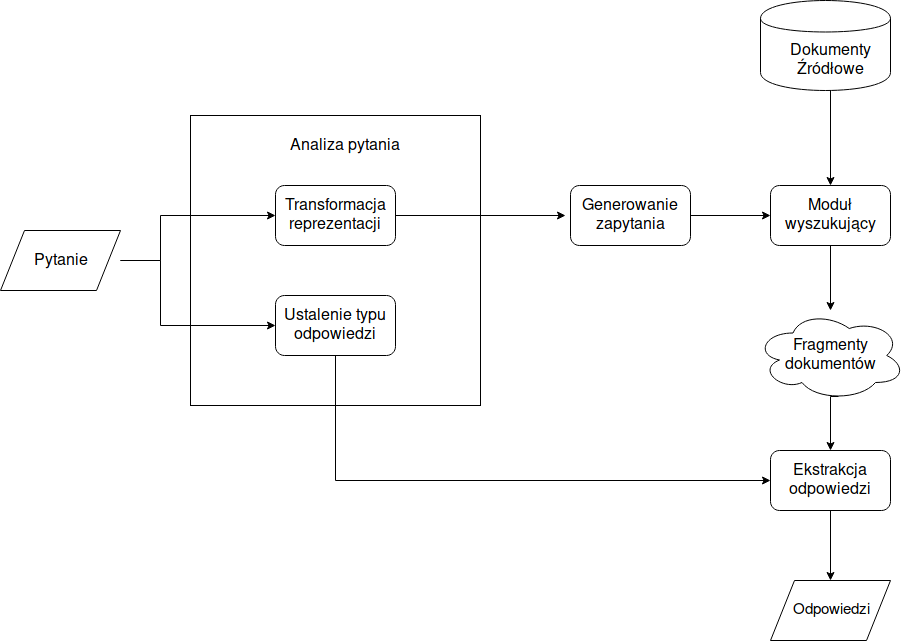 Dokumenty
Źródłowe
Analiza pytania
Transformacja
reprezentacji
Generowanie
zapytania
Moduł
wyszukujący
Pytanie
Ustalenie typu
odpowiedzi
Fragmenty
dokumentów
Ekstrakcja
odpowiedzi
Odpowiedzi